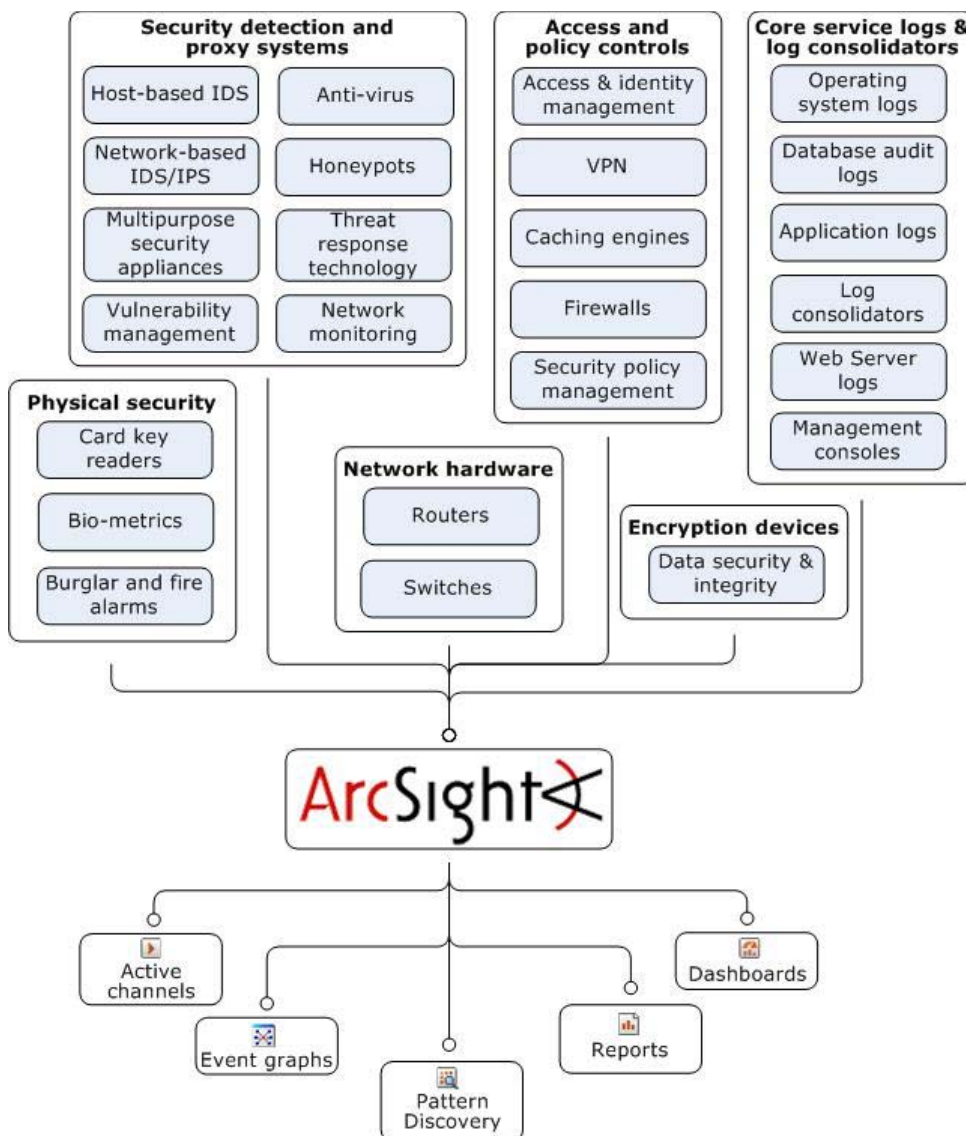 Security detection and
proxy systems
Host-based IDS
Anti-virus
Network-based
IDS/IPS
Honeypots
Multipurpose
security
appliances
Threat
response
technology
Vulnerability
management
Network
monitoring
Access and
policy controls
Access & identity
management
VPN
Caching engines
Firewalls
Security policy
management
Core service logs &
log consolidators
Operating
system logs
Database audit
logs
Application logs
Log
consolidators
Web Server
logs
Management
consoles
Physical security
Card key
readers
Bio-metrics
Burglar and fire
alarms
Network hardware
Routers
Switches
Encryption devices
Data security &
integrity
ArcSight
Active
channels
Event graphs
Pattern
Discovery
Reports
Dashboards